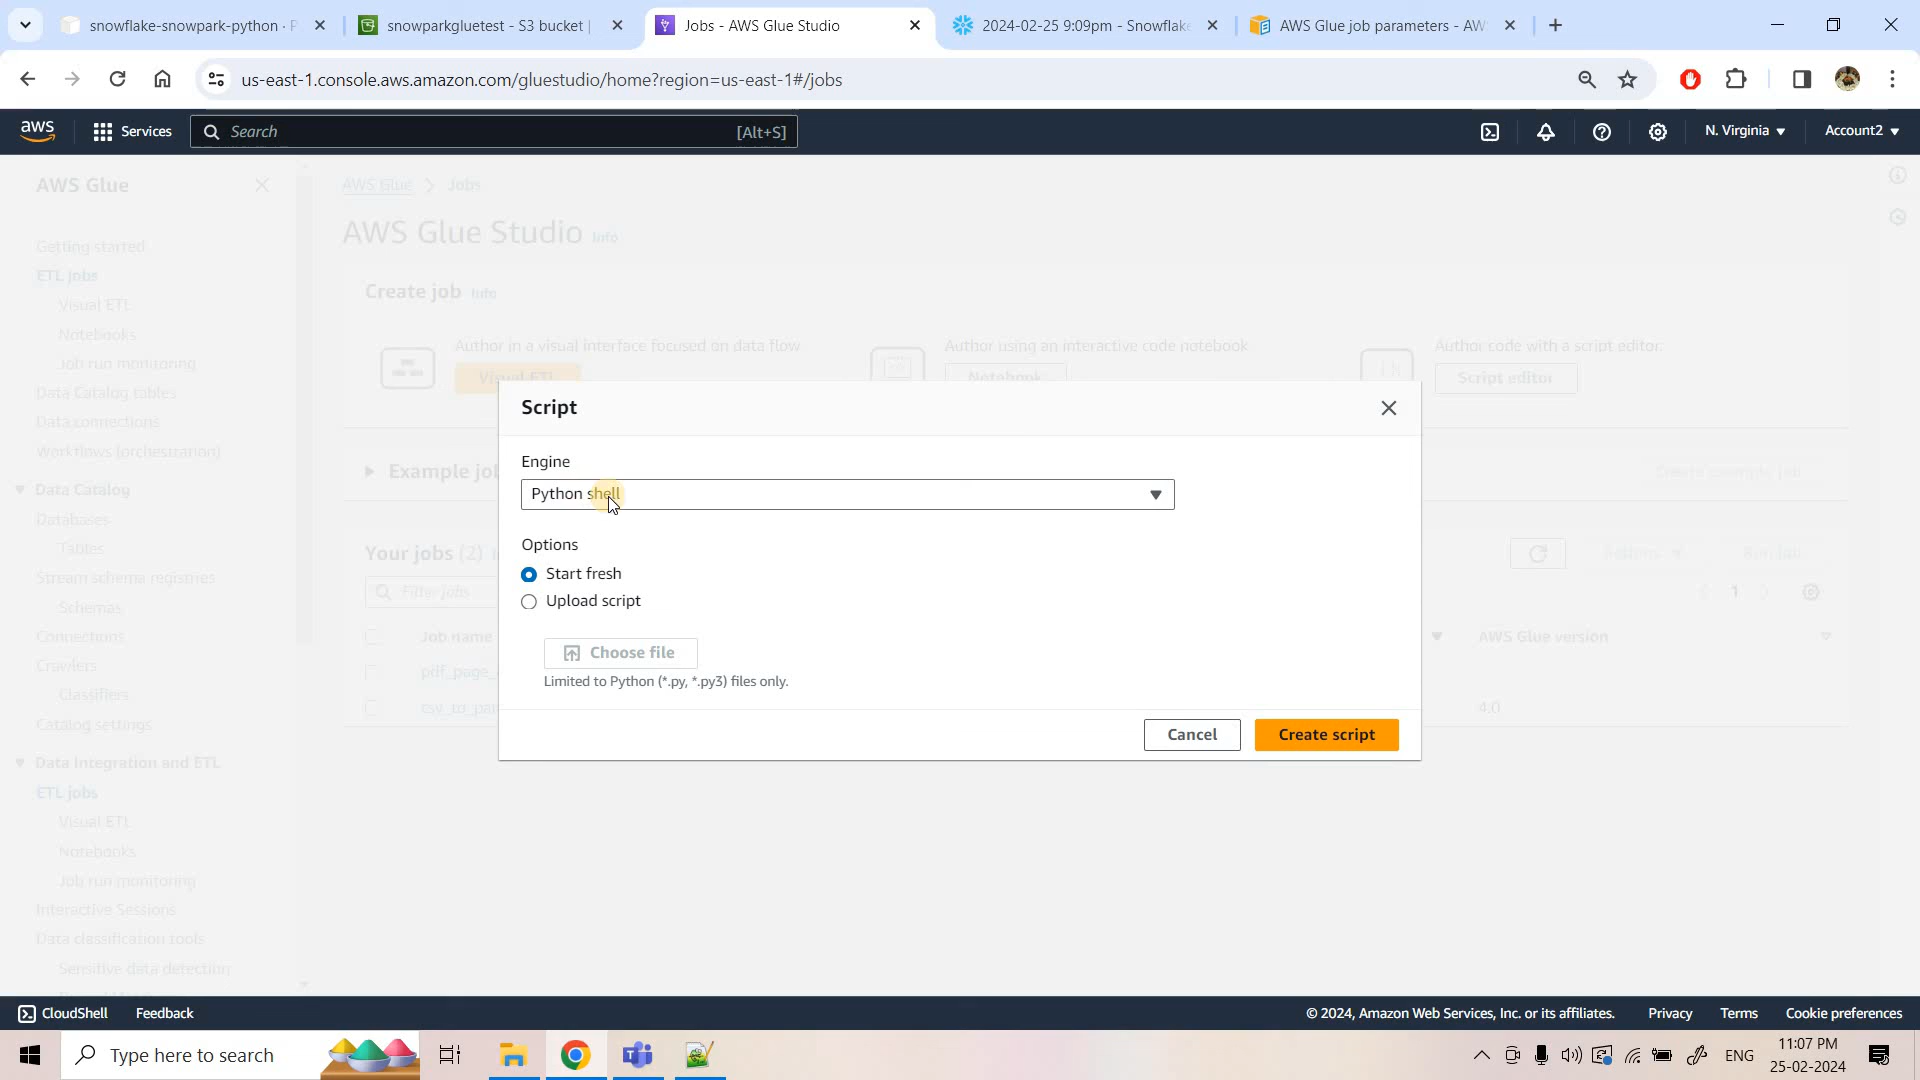 snowflake-snowpark-python · P
snowparkgluetest - S3 bucket |
Jobs - AWS Glue Studio
2024-02-25 9:09pm - Snowflake
AWS Glue job parameters - AW
us-east-1.console.aws.amazon.com/gluestudio/home?region=us-east-1#/jobs
aws
Services
Search
[Alt+S]
N. Virginia
Account2
AWS Glue
Getting started
ETL jobs
Visual ETL
Notebooks
Job run monitoring
Data Catalog tables
Data connections
Workflows (orchestration)
Data Catalog
Databases
Tables
Stream schema registries
Schemas
Connections
Crawlers
Classifiers
Catalog settings
Data Integration and ETL
ETL jobs
Visual ETL
Notebooks
Job run monitoring
Interactive Sessions
Data classification tools
Sensitive data detection
AWS Glue > Jobs
AWS Glue Studio Info
Create job Info
Author in a visual interface focused on data flow.
Visual ETL
Author using an interactive code notebook.
Notebook
Author code with a script editor.
Script editor
Example jo
Create example job
Your jobs (2)
Actions
Run job
Filter jobs
1
Job name
AWS Glue version
pdf_page_
csv_to_par
4.0
Script
Engine
Python shell
Options
Start fresh
Upload script
Choose file
Limited to Python (*.py, *.py3) files only.
Cancel
Create script
CloudShell
Feedback
© 2024, Amazon Web Services, Inc. or its affiliates.
Privacy
Terms
Cookie preferences
Type here to search
ENG
11:07 PM
25-02-2024